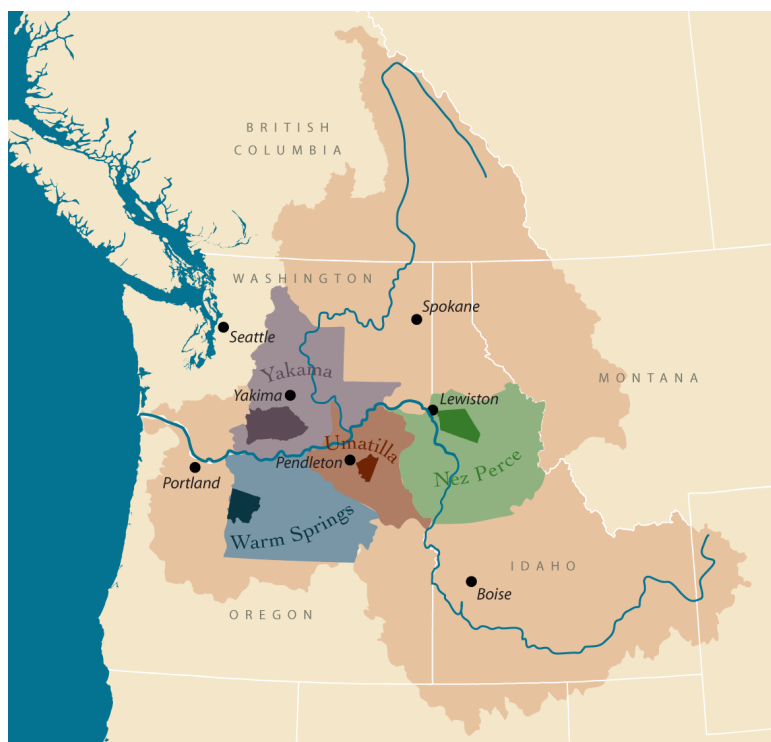 BRITISH
COLUMBIA
WASHINGTON
Spokane
Seattle
Yakama
MONTANA
Yakima
Lewiston
Umatilla
Pendleton
Nez Perce
Portland
Warm Springs
IDAHO
Boise
OREGON